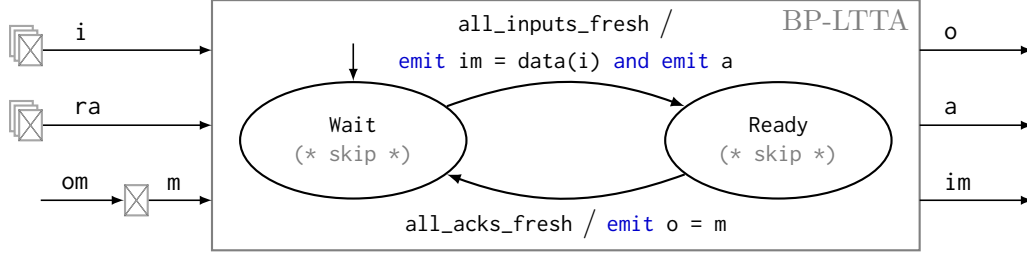 BP-LTTA
all_inputs_fresh /
emit im = data(i) and emit a
i
ra
om
m
Wait
(* skip *)
Ready
(* skip *)
all_acks_fresh / emit o = m
o
a
im